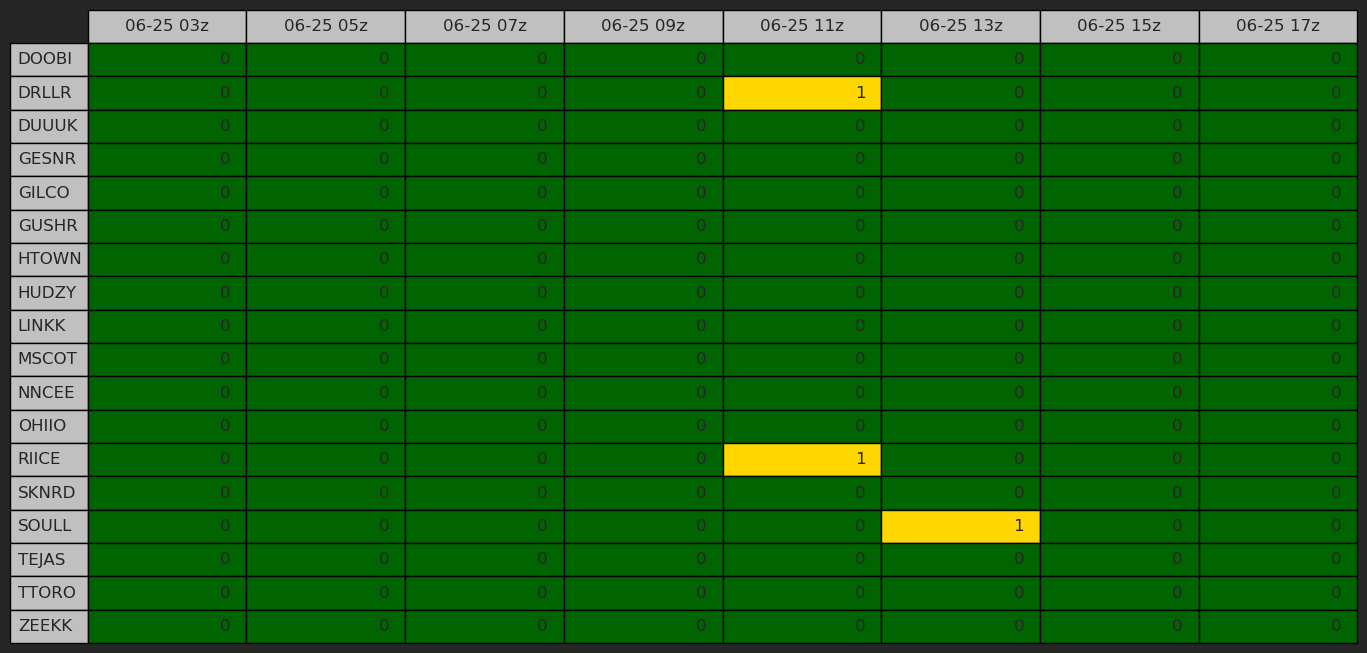 06-25 03z 06-25 05z 06-25 07z 06-25 09z 06-25 11z 06-25 13z 06-25 15z 06-25 17z
DOOBI 0 0 0 0 0 0 0 0
DRLLR 0 0 0 0 1 0 0 0
DUUUK 0 0 0 0 0 0 0 0
GESNR 0 0 0 0 0 0 0 0
GILCO 0 0 0 0 0 0 0 0
GUSHR 0 0 0 0 0 0 0 0
HTOWN 0 0 0 0 0 0 0 0
HUDZY 0 0 0 0 0 0 0 0
LINKK 0 0 0 0 0 0 0 0
MSCOT 0 0 0 0 0 0 0 0
NNCEE 0 0 0 0 0 0 0 0
OHIIO 0 0 0 0 0 0 0 0
RIICE 0 0 0 0 1 0 0 0
SKNRD 0 0 0 0 0 0 0 0
SOULL 0 0 0 0 0 1 0 0
TEJAS 0 0 0 0 0 0 0 0
TTORO 0 0 0 0 0 0 0 0
ZEEKK 0 0 0 0 0 0 0 0